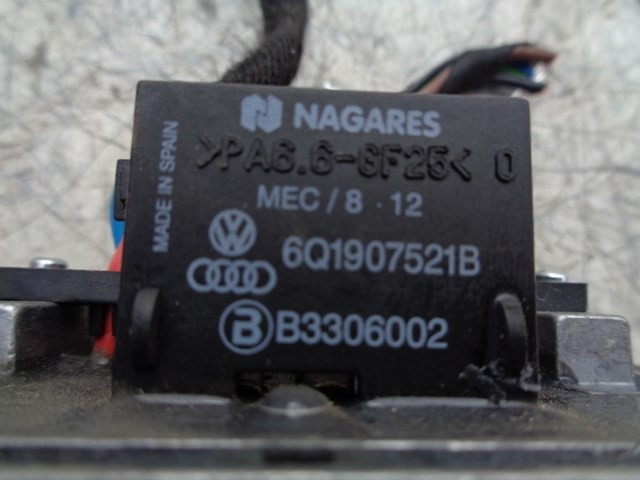 NAGARES
>PA6.6-GF25< 0
MEC / 8 · 12
MADE IN SPAIN
6Q1907521B
B B3306002